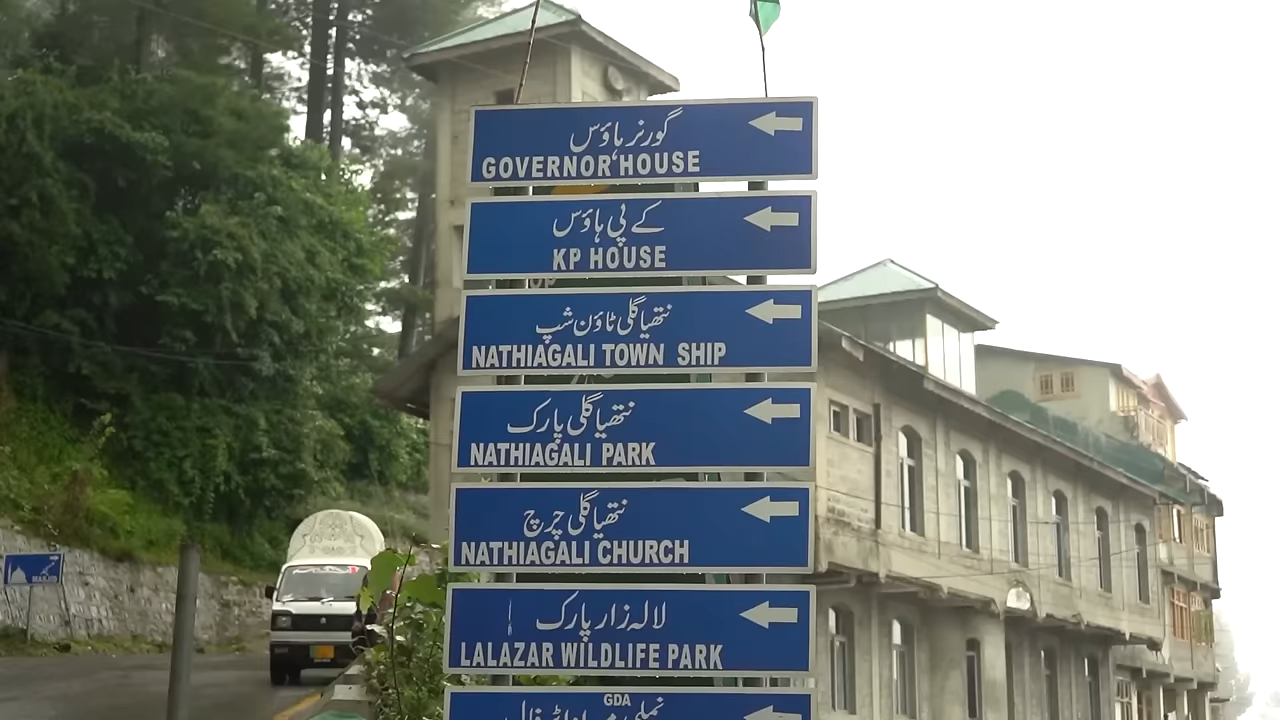 گورنر ہاؤس
GOVERNOR HOUSE
کے پی ہاؤس
KP HOUSE
نتھیاگلی ٹاؤن شپ
NATHIAGALI TOWN SHIP
نتھیاگلی پارک
NATHIAGALI PARK
نتھیاگلی چرچ
NATHIAGALI CHURCH
لالہ زار پارک
LALAZAR WILDLIFE PARK
GDA
MASJID